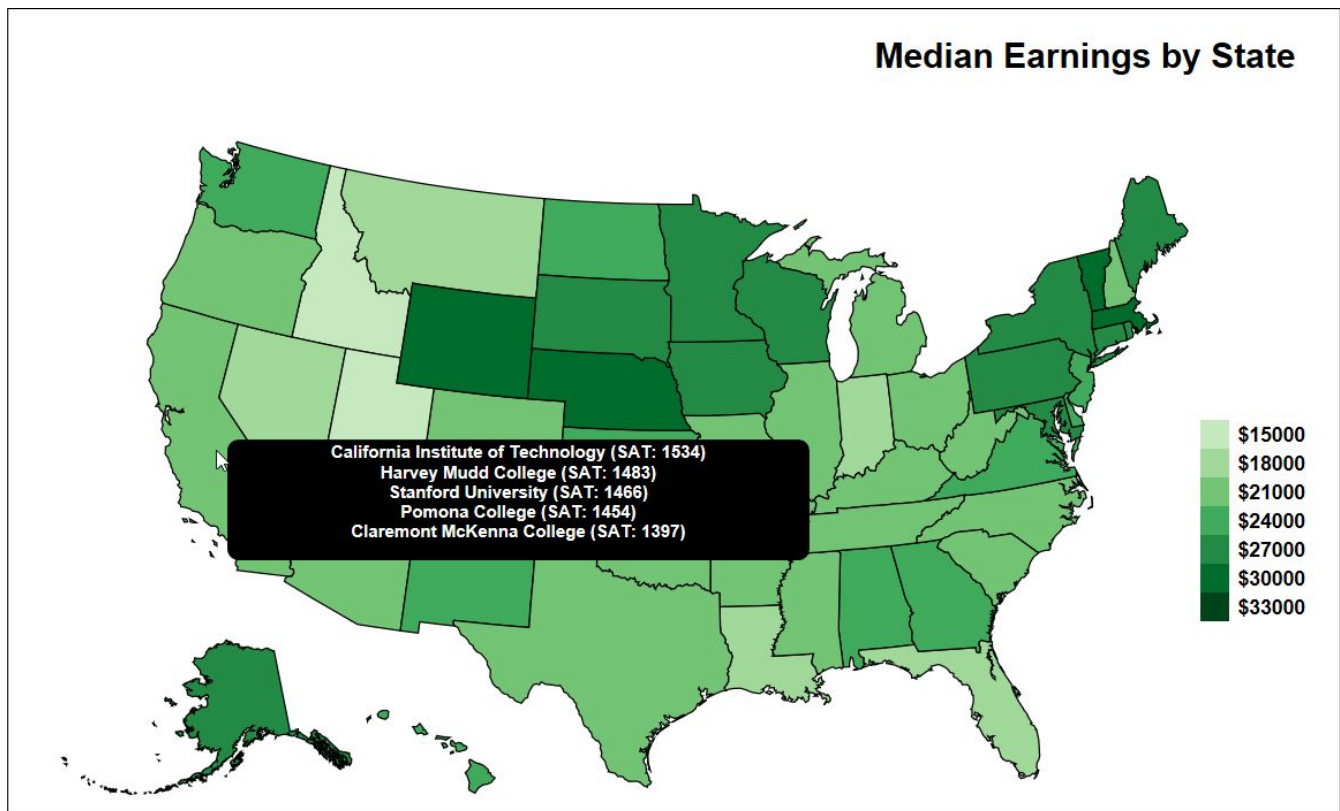 Median Earnings by State
California Institute of Technology (SAT: 1534)
Harvey Mudd College (SAT: 1483)
Stanford University (SAT: 1466)
Pomona College (SAT: 1454)
Claremont McKenna College (SAT: 1397)
$15000
$18000
$21000
$24000
$27000
$30000
$33000